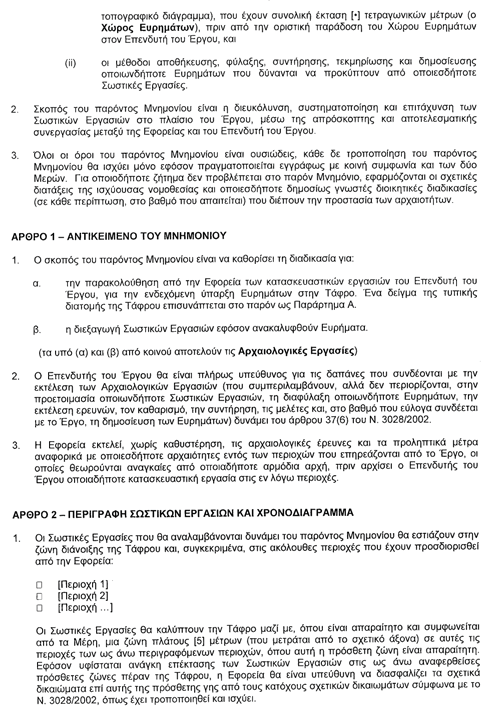 τοπογραφικό διάγραμμα), που έχουν συνολική έκταση [•] τετραγωνικών μέτρων (ο
Χώρος Ευρημάτων), πριν από την οριστική παράδοση του Χώρου Ευρημάτων
στον Επενδυτή του Έργου, και
(ii) οι μέθοδοι αποθήκευσης, φύλαξης, συντήρησης, τεκμηρίωσης και δημοσίευσης
οποιωνδήποτε Ευρημάτων που δύνανται να προκύπτουν από οποιεσδήποτε
Σωστικές Εργασίες.
2. Σκοπός του παρόντος Μνημονίου είναι η διευκόλυνση, συστηματοποίηση και επιτάχυνση των
Σωστικών Εργασιών στο πλαίσιο του Έργου, μέσω της απρόσκοπτης και αποτελεσματικής
συνεργασίας μεταξύ της Εφορείας και του Επενδυτή του Έργου.
3. Όλοι οι όροι του παρόντος Μνημονίου είναι ουσιώδεις, κάθε δε τροποποίηση του παρόντος
Μνημονίου θα ισχύει μόνο εφόσον πραγματοποιείται εγγράφως με κοινή συμφωνία και των δύο
Μερών. Για οποιοδήποτε ζήτημα δεν προβλέπεται στο παρόν Μνημόνιο, εφαρμόζονται οι σχετικές
διατάξεις της ισχύουσας νομοθεσίας και οποιεσδήποτε δημοσίως γνωστές διοικητικές διαδικασίες
(σε κάθε περίπτωση, στο βαθμό που απαιτείται) που διέπουν την προστασία των αρχαιοτήτων.
ΑΡΘΡΟ 1 – ΑΝΤΙΚΕΙΜΕΝΟ ΤΟΥ ΜΝΗΜΟΝΙΟΥ
1. Ο σκοπός του παρόντος Μνημονίου είναι να καθορίσει τη διαδικασία για:
α. την παρακολούθηση από την Εφορεία των κατασκευαστικών εργασιών του Επενδυτή του
Έργου, για την ενδεχόμενη ύπαρξη Ευρημάτων στην Τάφρο. Ένα δείγμα της τυπικής
διατομής της Τάφρου επισυνάπτεται στο παρόν ως Παράρτημα Α.
β. η διεξαγωγή Σωστικών Εργασιών εφόσον ανακαλυφθούν Ευρήματα.
(τα υπό (α) και (β) από κοινού αποτελούν τις Αρχαιολογικές Εργασίες)
2. Ο Επενδυτής του Έργου θα είναι πλήρως υπεύθυνος για τις δαπάνες που συνδέονται με την
εκτέλεση των Αρχαιολογικών Εργασιών (που συμπεριλαμβάνουν, αλλά δεν περιορίζονται, στην
προετοιμασία οποιωνδήποτε Σωστικών Εργασιών, τη διαφύλαξη οποιωνδήποτε Ευρημάτων, την
εκτέλεση ερευνών, τον καθαρισμό, την συντήρηση, τις μελέτες και, στο βαθμό που εύλογα συνδέεται
με το Έργο, τη δημοσίευση των Ευρημάτων) δυνάμει του άρθρου 37(6) του Ν. 3028/2002.
3. Η Εφορεία εκτελεί, χωρίς καθυστέρηση, τις αρχαιολογικές έρευνες και τα προληπτικά μέτρα
αναφορικά με οποιεσδήποτε αρχαιότητες εντός των περιοχών που επηρεάζονται από το Έργο, οι
οποίες θεωρούνται αναγκαίες από οποιαδήποτε αρμόδια αρχή, πριν αρχίσει ο Επενδυτής του
Έργου οποιαδήποτε κατασκευαστική εργασία στις εν λόγω περιοχές.
ΑΡΘΡΟ 2 – ΠΕΡΙΓΡΑΦΗ ΣΩΣΤΙΚΩΝ ΕΡΓΑΣΙΩΝ ΚΑΙ ΧΡΟΝΟΔΙΑΓΡΑΜΜΑ
1. Οι Σωστικές Εργασίες που θα αναλαμβάνονται δυνάμει του παρόντος Μνημονίου θα εστιάζουν στην
ζώνη διάνοιξης της Τάφρου και, συγκεκριμένα, στις ακόλουθες περιοχές που έχουν προσδιορισθεί
από την Εφορεία:
□ [Περιοχή 1]
□ [Περιοχή 2]
□ [Περιοχή ...]
Οι Σωστικές Εργασίες θα καλύπτουν την Τάφρο μαζί με, όπου είναι απαραίτητο και συμφωνείται
από τα Μέρη, μια ζώνη πλάτους [5] μέτρων (που μετράται από το σχετικό άξονα) σε αυτές τις
περιοχές των ως άνω περιγραφόμενων περιοχών, όπου αυτή η πρόσθετη ζώνη είναι απαραίτητη.
Εφόσον υφίσταται ανάγκη επέκτασης των Σωστικών Εργασιών στις ως άνω αναφερθείσες
πρόσθετες ζώνες πέραν της Τάφρου, η Εφορεία θα είναι υπεύθυνη να διασφαλίζει τα σχετικά
δικαιώματα επί αυτής της πρόσθετης γης από τους κατόχους σχετικών δικαιωμάτων σύμφωνα με το
Ν. 3028/2002, όπως έχει τροποποιηθεί και ισχύει.